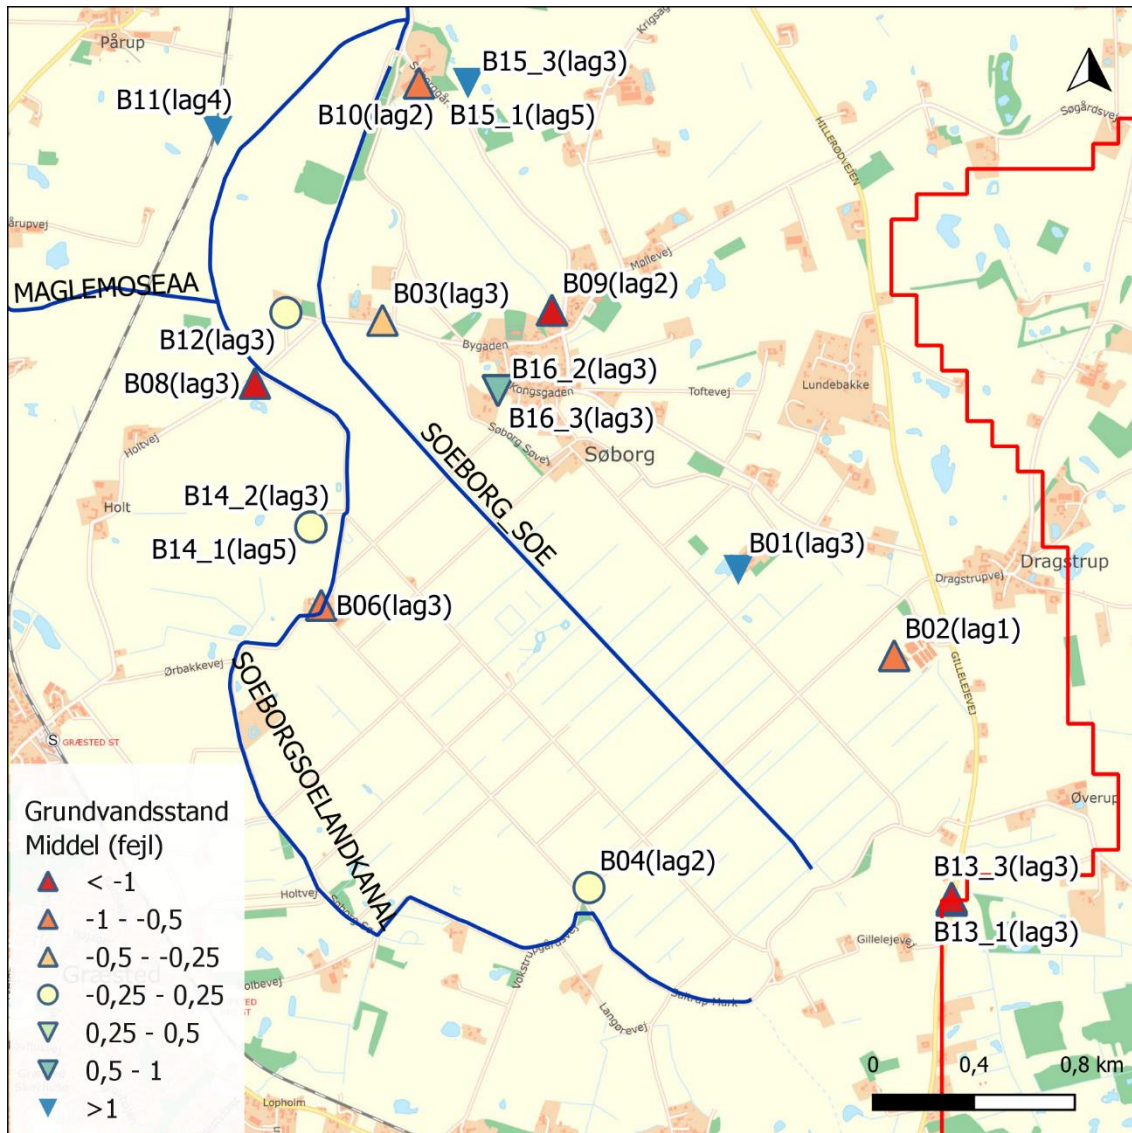 Pårup
B11(lag4)
B10(lag2)
B15_3(lag3)
B15_1(lag5)
Søgårdsvej
HILLERØDVEJEN
Møllevej
MAGLEMOSEAA
B03(lag3)
B09(lag2)
B12(lag3)
Bygaden
B08(lag3)
B16_2(lag3)
Kongsgaden
Toftevej
Lundebakke
B16_3(lag3)
Holtvej
Søborg
SOEBORG_SOE
B14_2(lag3)
Holt
B14_1(lag5)
B01(lag3)
Dragstrup
Dragstrupvej
B06(lag3)
B02(lag1)
Ørbakkevej
GILLELEJEVEJ
SOEBORGSOELANDKANAL
S
GRÆSTED ST
Øverup
B04(lag2)
B13_3(lag3)
Holtvej
B13_1(lag3)
Gillelejevej
Vokstrupgårdsvej
Græsted
Saltrup Mark
Langørevej
Lopholm
Grundvandsstand
Middel (fejl)
< -1
-1 - -0,5
-0,5 - -0,25
-0,25 - 0,25
0,25 - 0,5
0,5 - 1
>1
0 0,4 0,8 km